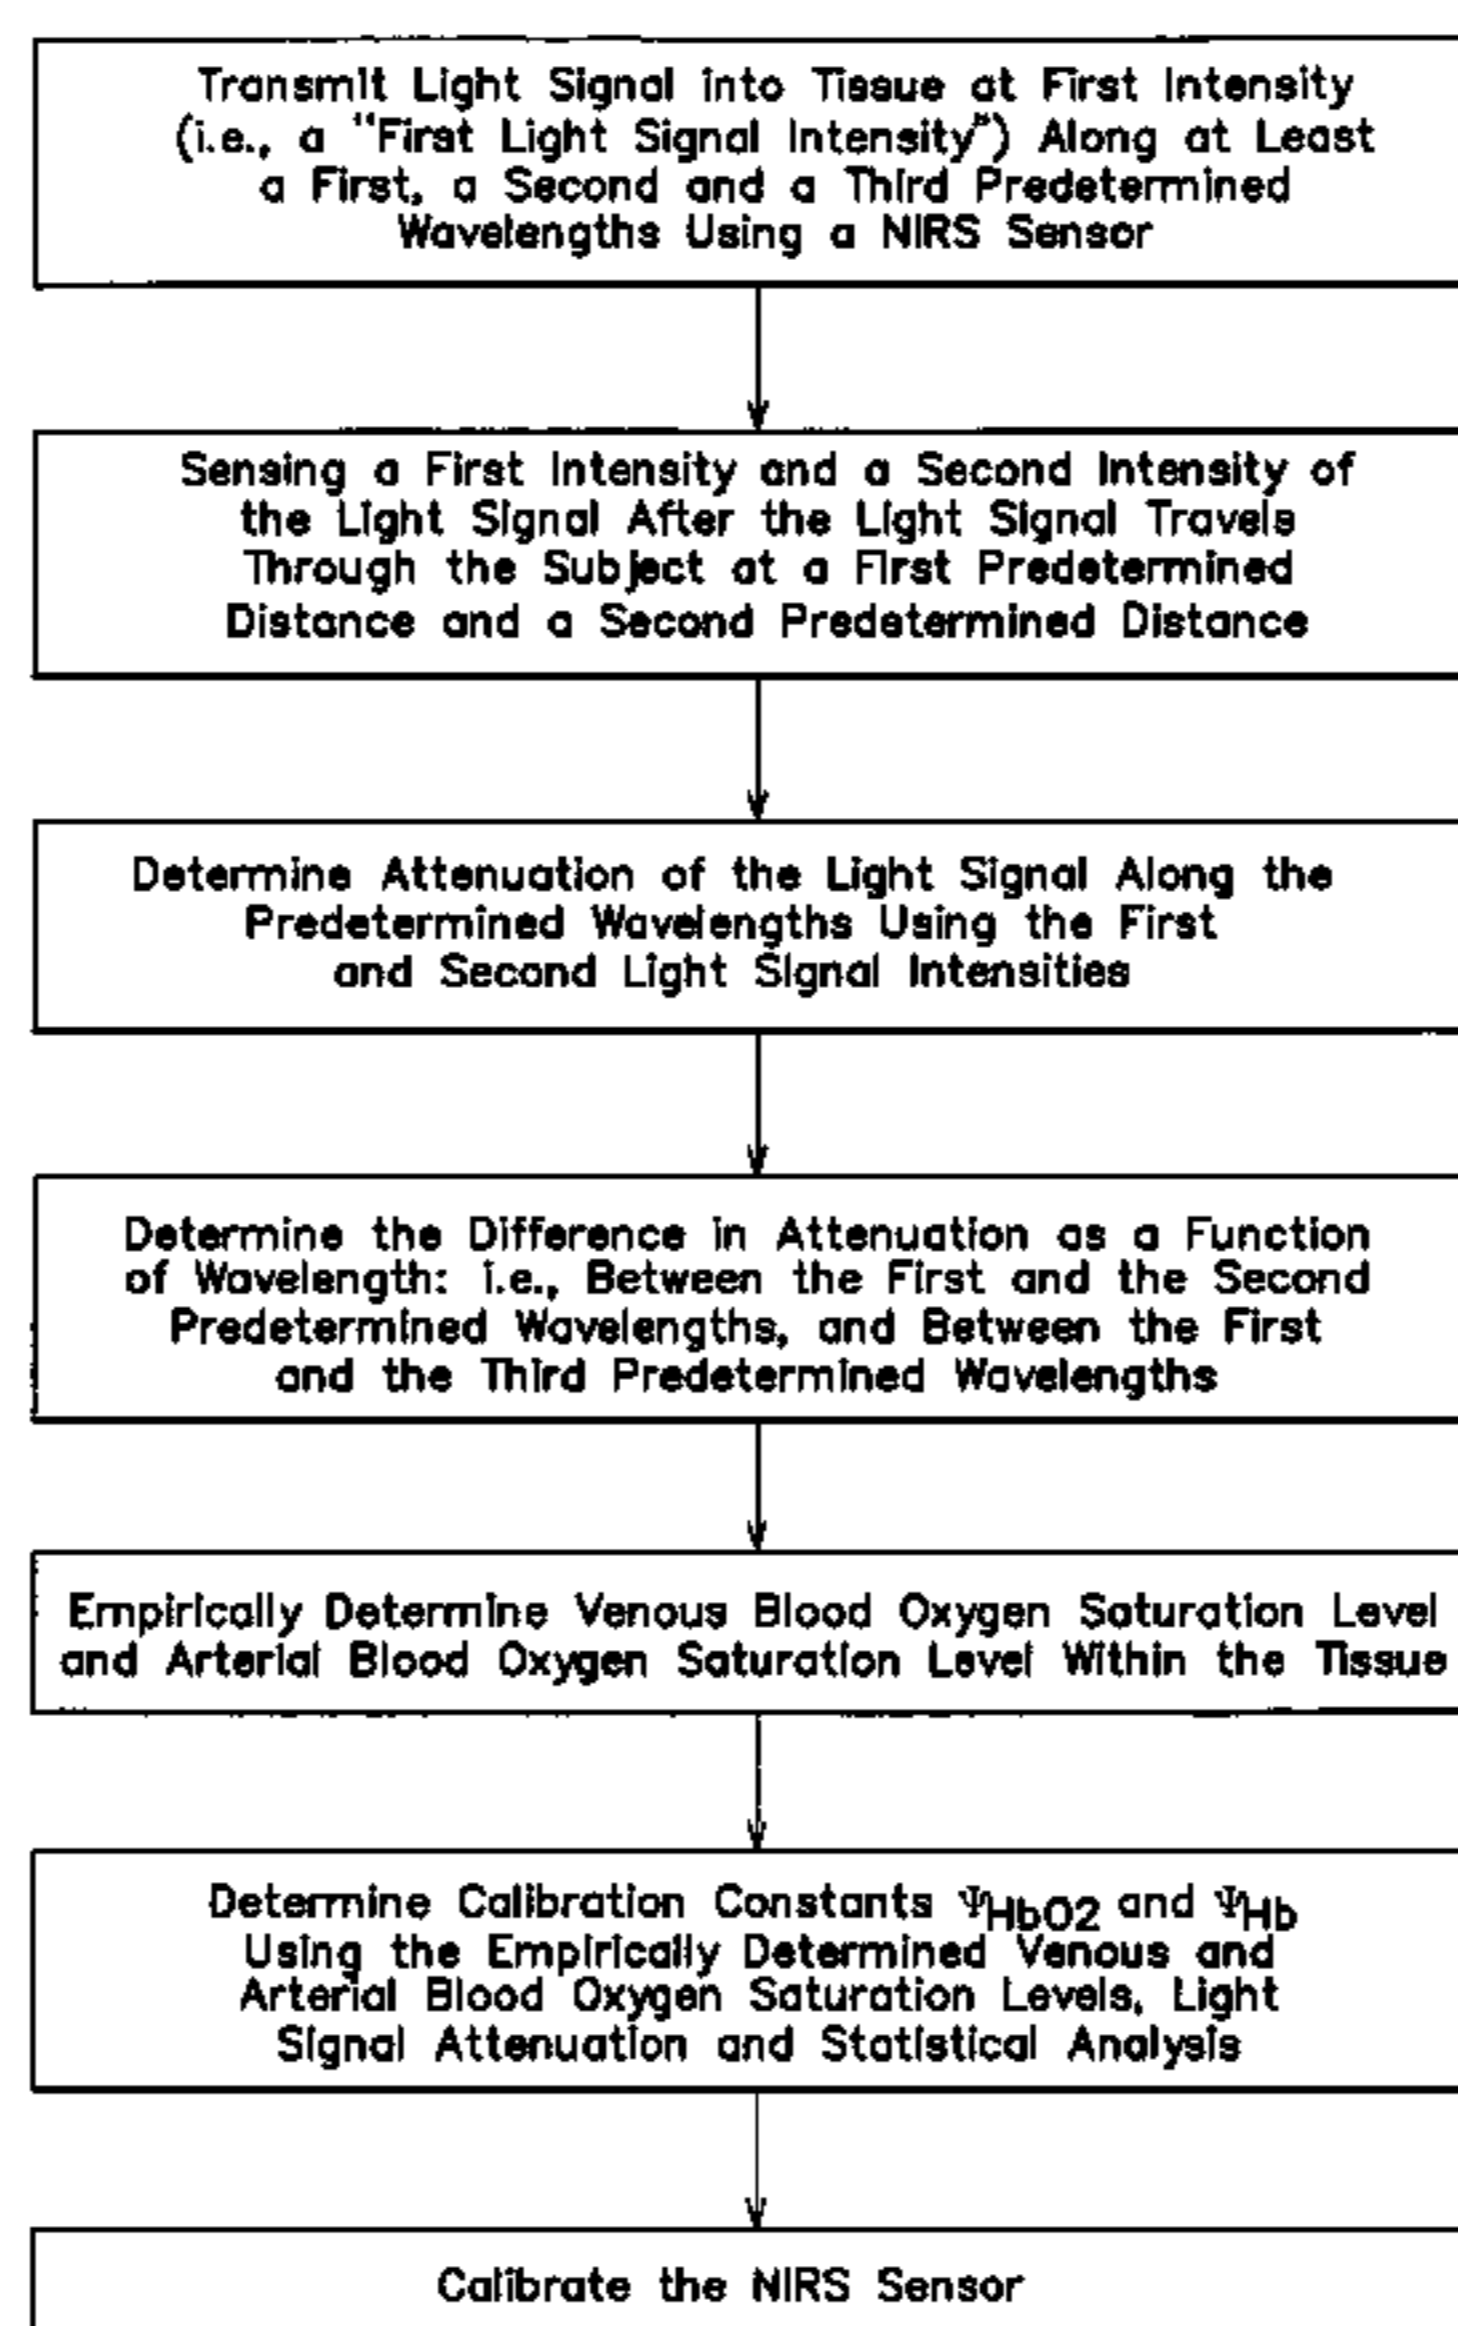 Transmit Light Signal into Tissue at First Intensity
(i.e., a "First Light Signal Intensity") Along at Least
a First, a Second and a Third Predetermined
Wavelengths Using a NIRS Sensor
Sensing a First Intensity and a Second Intensity of
the Light Signal After the Light Signal Travels
Through the Subject at a First Predetermined
Distance and a Second Predetermined Distance
Determine Attenuation of the Light Signal Along the
Predetermined Wavelengths Using the First
and Second Light Signal Intensities
Determine the Difference in Attenuation as a Function
of Wavelength: i.e., Between the First and the Second
Predetermined Wavelengths, and Between the First
and the Third Predetermined Wavelengths
Empirically Determine Venous Blood Oxygen Saturation Level
and Arterial Blood Oxygen Saturation Level Within the Tissue
Determine Calibration Constants ΨHbO2 and ΨHb
Using the Empirically Determined Venous and
Arterial Blood Oxygen Saturation Levels, Light
Signal Attenuation and Statistical Analysis
Calibrate the NIRS Sensor